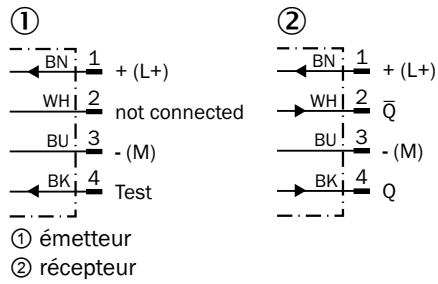 ① ②
BN 1 + (L+)
WH 2 not connected
BU 3 - (M)
BK 4 Test
BN 1 + (L+)
WH 2 Q̅
BU 3 - (M)
BK 4 Q
① émetteur
② récepteur